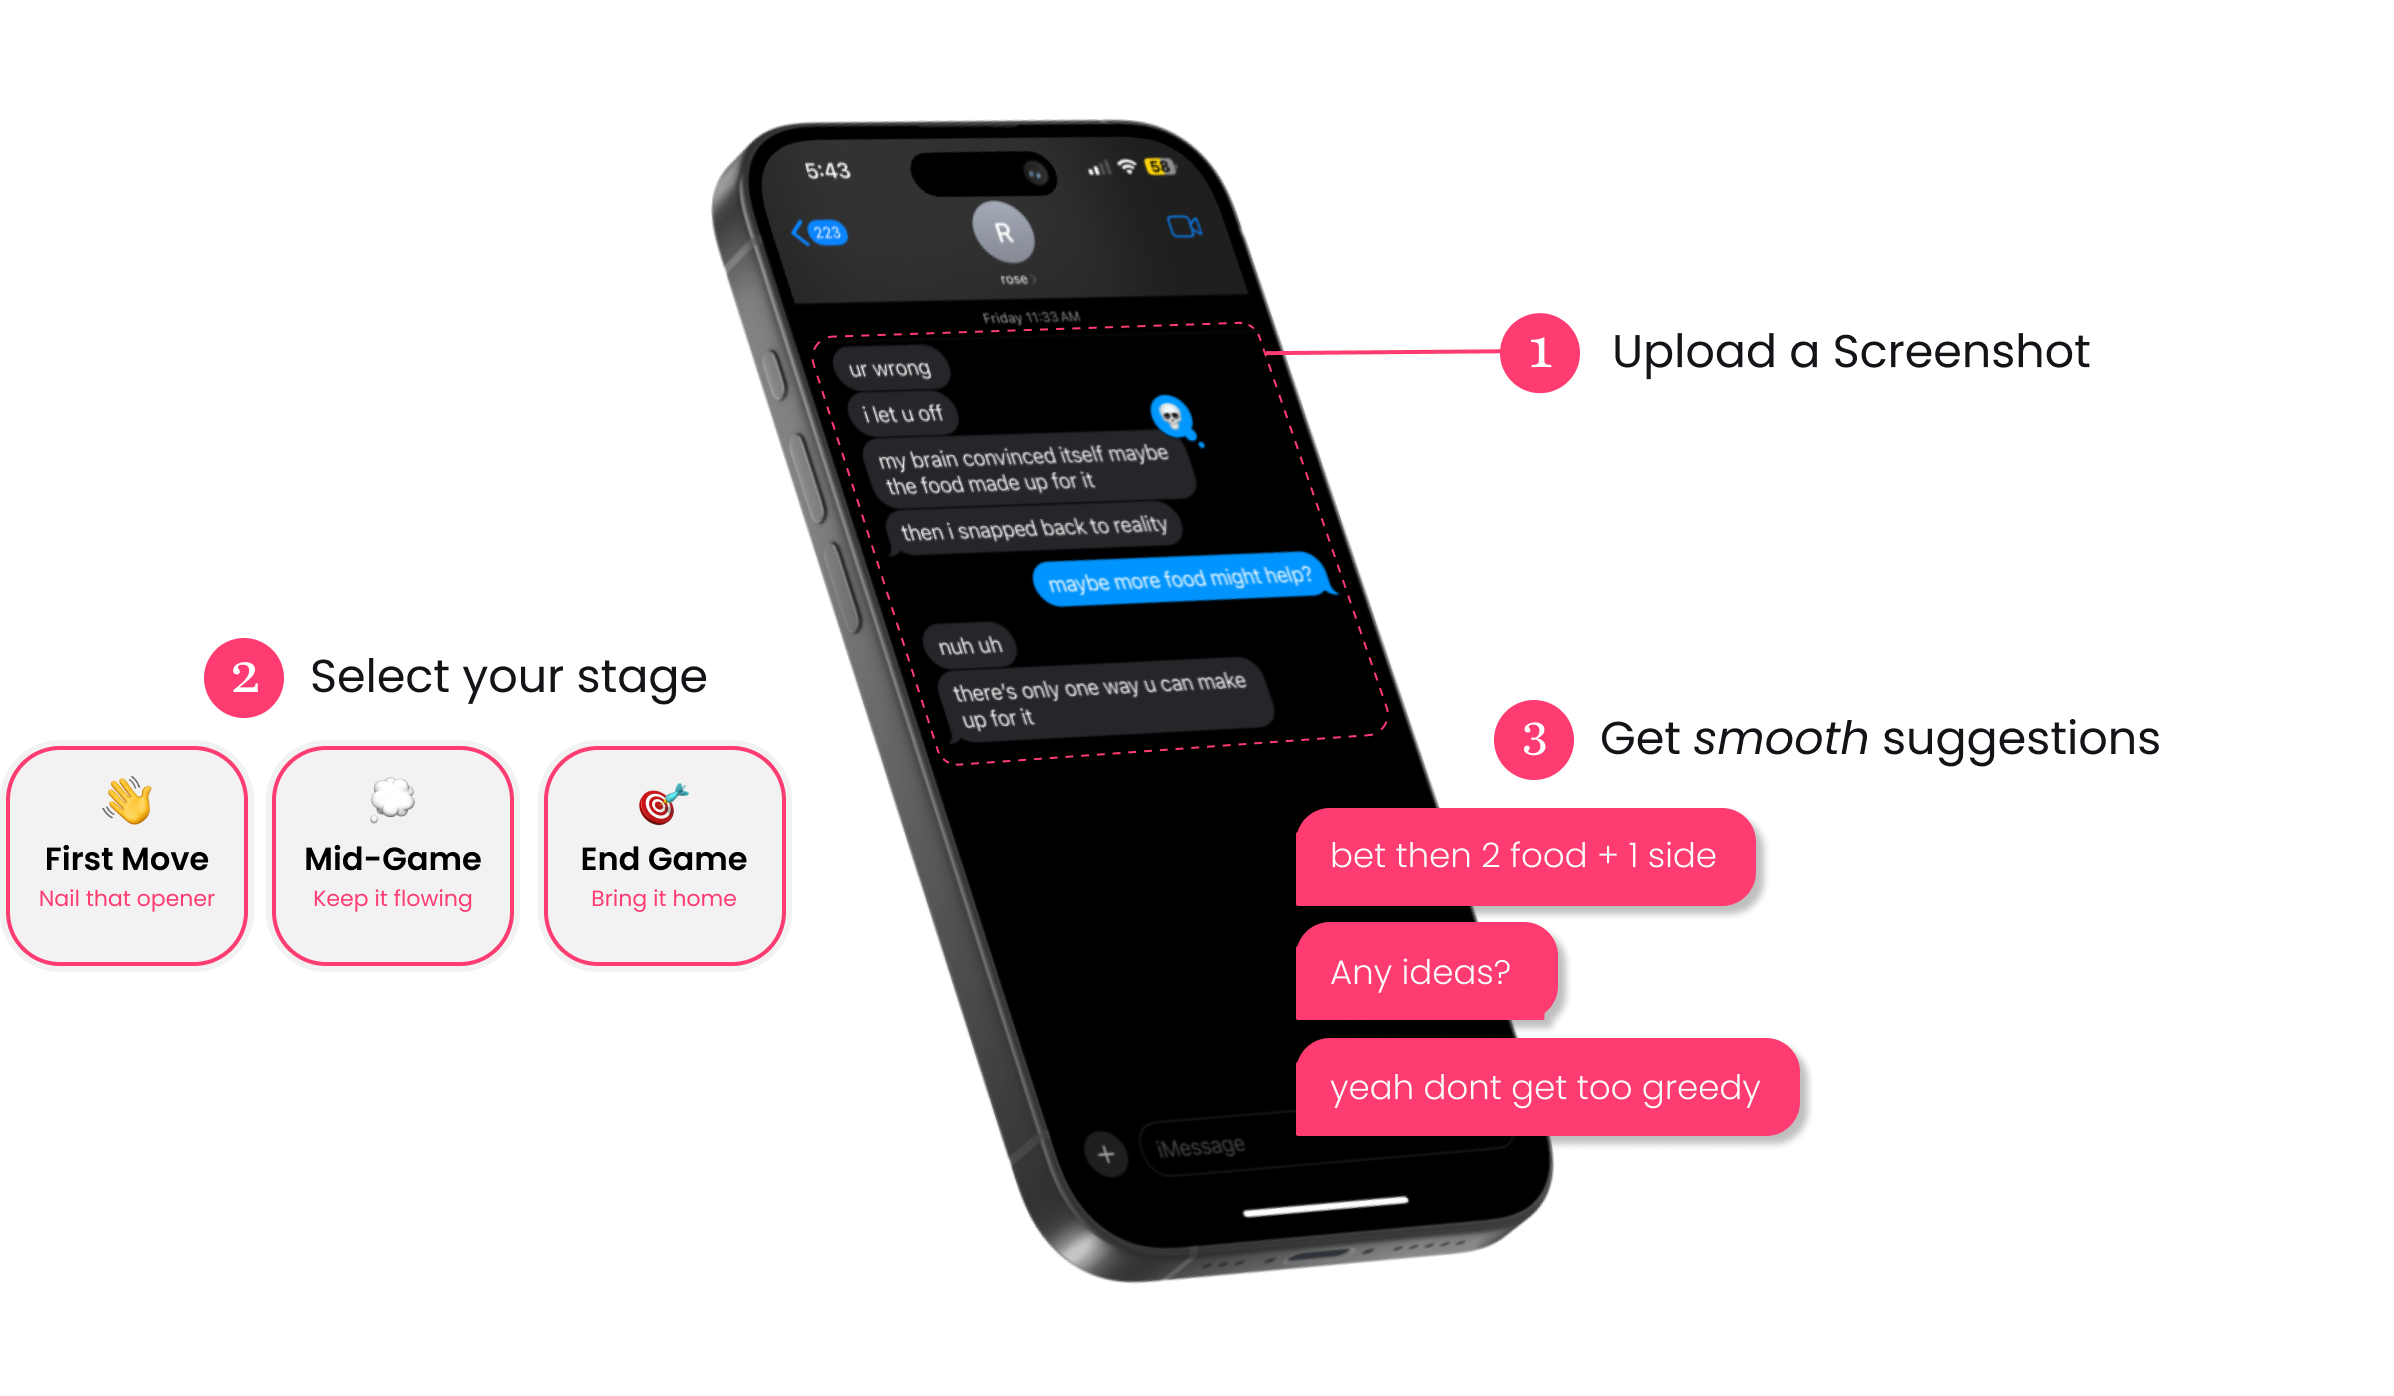 5:43
58
223
R
rose
Friday 11:33 AM
ur wrong
i let u off
my brain convinced itself maybe
the food made up for it
then i snapped back to reality
maybe more food might help?
nuh uh
there's only one way u can make
up for it
iMessage
1 Upload a Screenshot
2 Select your stage
First Move
Nail that opener
Mid-Game
Keep it flowing
End Game
Bring it home
3 Get smooth suggestions
bet then 2 food + 1 side
Any ideas?
yeah dont get too greedy